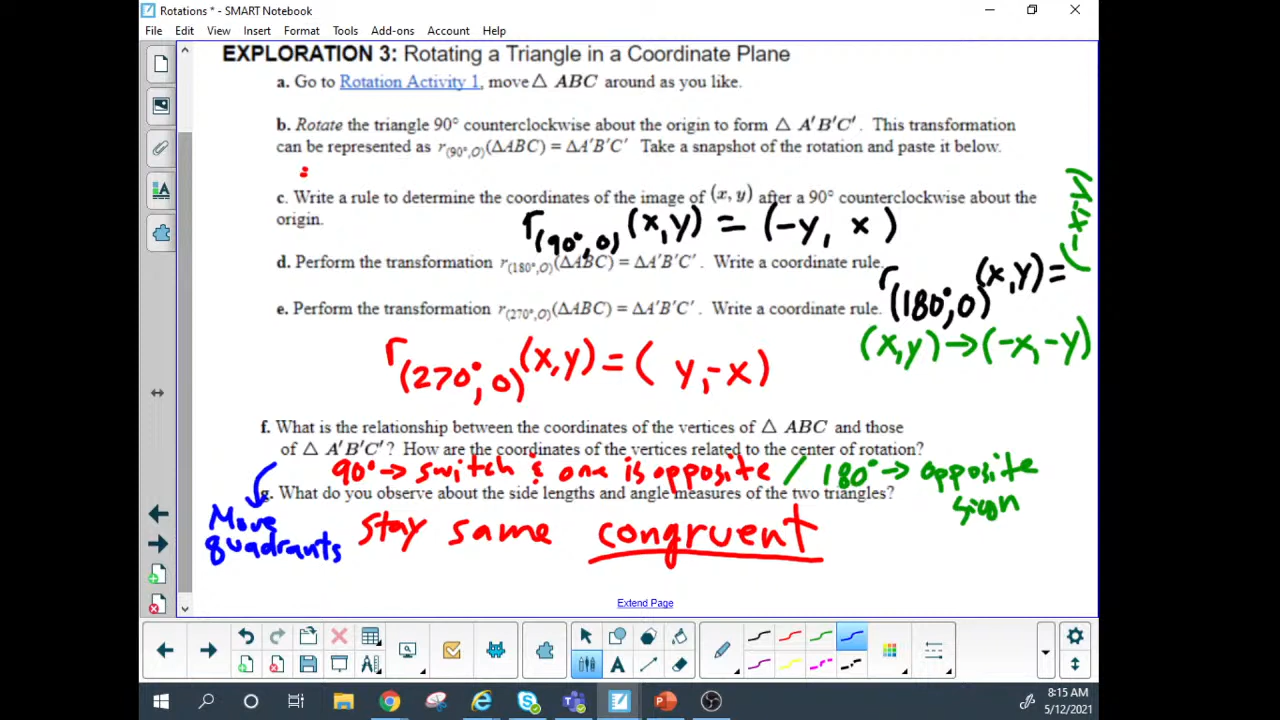 Rotations * - SMART Notebook
File Edit View Insert Format Tools Add-ons Account Help
EXPLORATION 3: Rotating a Triangle in a Coordinate Plane
a. Go to Rotation Activity 1, move △ ABC around as you like.
b. Rotate the triangle 90° counterclockwise about the origin to form △ A'B'C'. This transformation
can be represented as r(90°,O)(ΔABC) = ΔA'B'C' Take a snapshot of the rotation and paste it below.
c. Write a rule to determine the coordinates of the image of (x, y) after a 90° counterclockwise about the
origin.
r(90°,0)(x,y) = (-y, x)
d. Perform the transformation r(180°,O)(ΔABC) = ΔA'B'C'. Write a coordinate rule.
r(180°,0)(x,y) = (-x,-y)
e. Perform the transformation r(270°,O)(ΔABC) = ΔA'B'C'. Write a coordinate rule.
(x,y) → (-x, -y)
r(270°,0)(x,y) = ( y,-x)
f. What is the relationship between the coordinates of the vertices of △ ABC and those
of △ A'B'C'? How are the coordinates of the vertices related to the center of rotation?
90° → switch & one is opposite / 180° → opposite
sign
g. What do you observe about the side lengths and angle measures of the two triangles?
Move
quadrants
stay same congruent
Extend Page
8:15 AM
5/12/2021